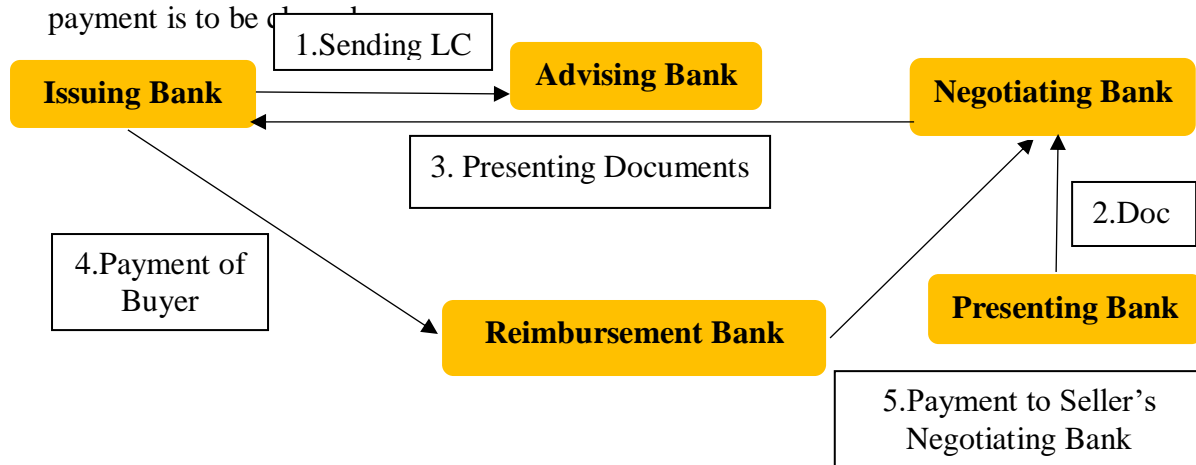 payment is to be
1.Sending LC
Issuing Bank
Advising Bank
Negotiating Bank
3. Presenting Documents
2.Doc
4.Payment of
Buyer
Presenting Bank
Reimbursement Bank
5.Payment to Seller’s
Negotiating Bank